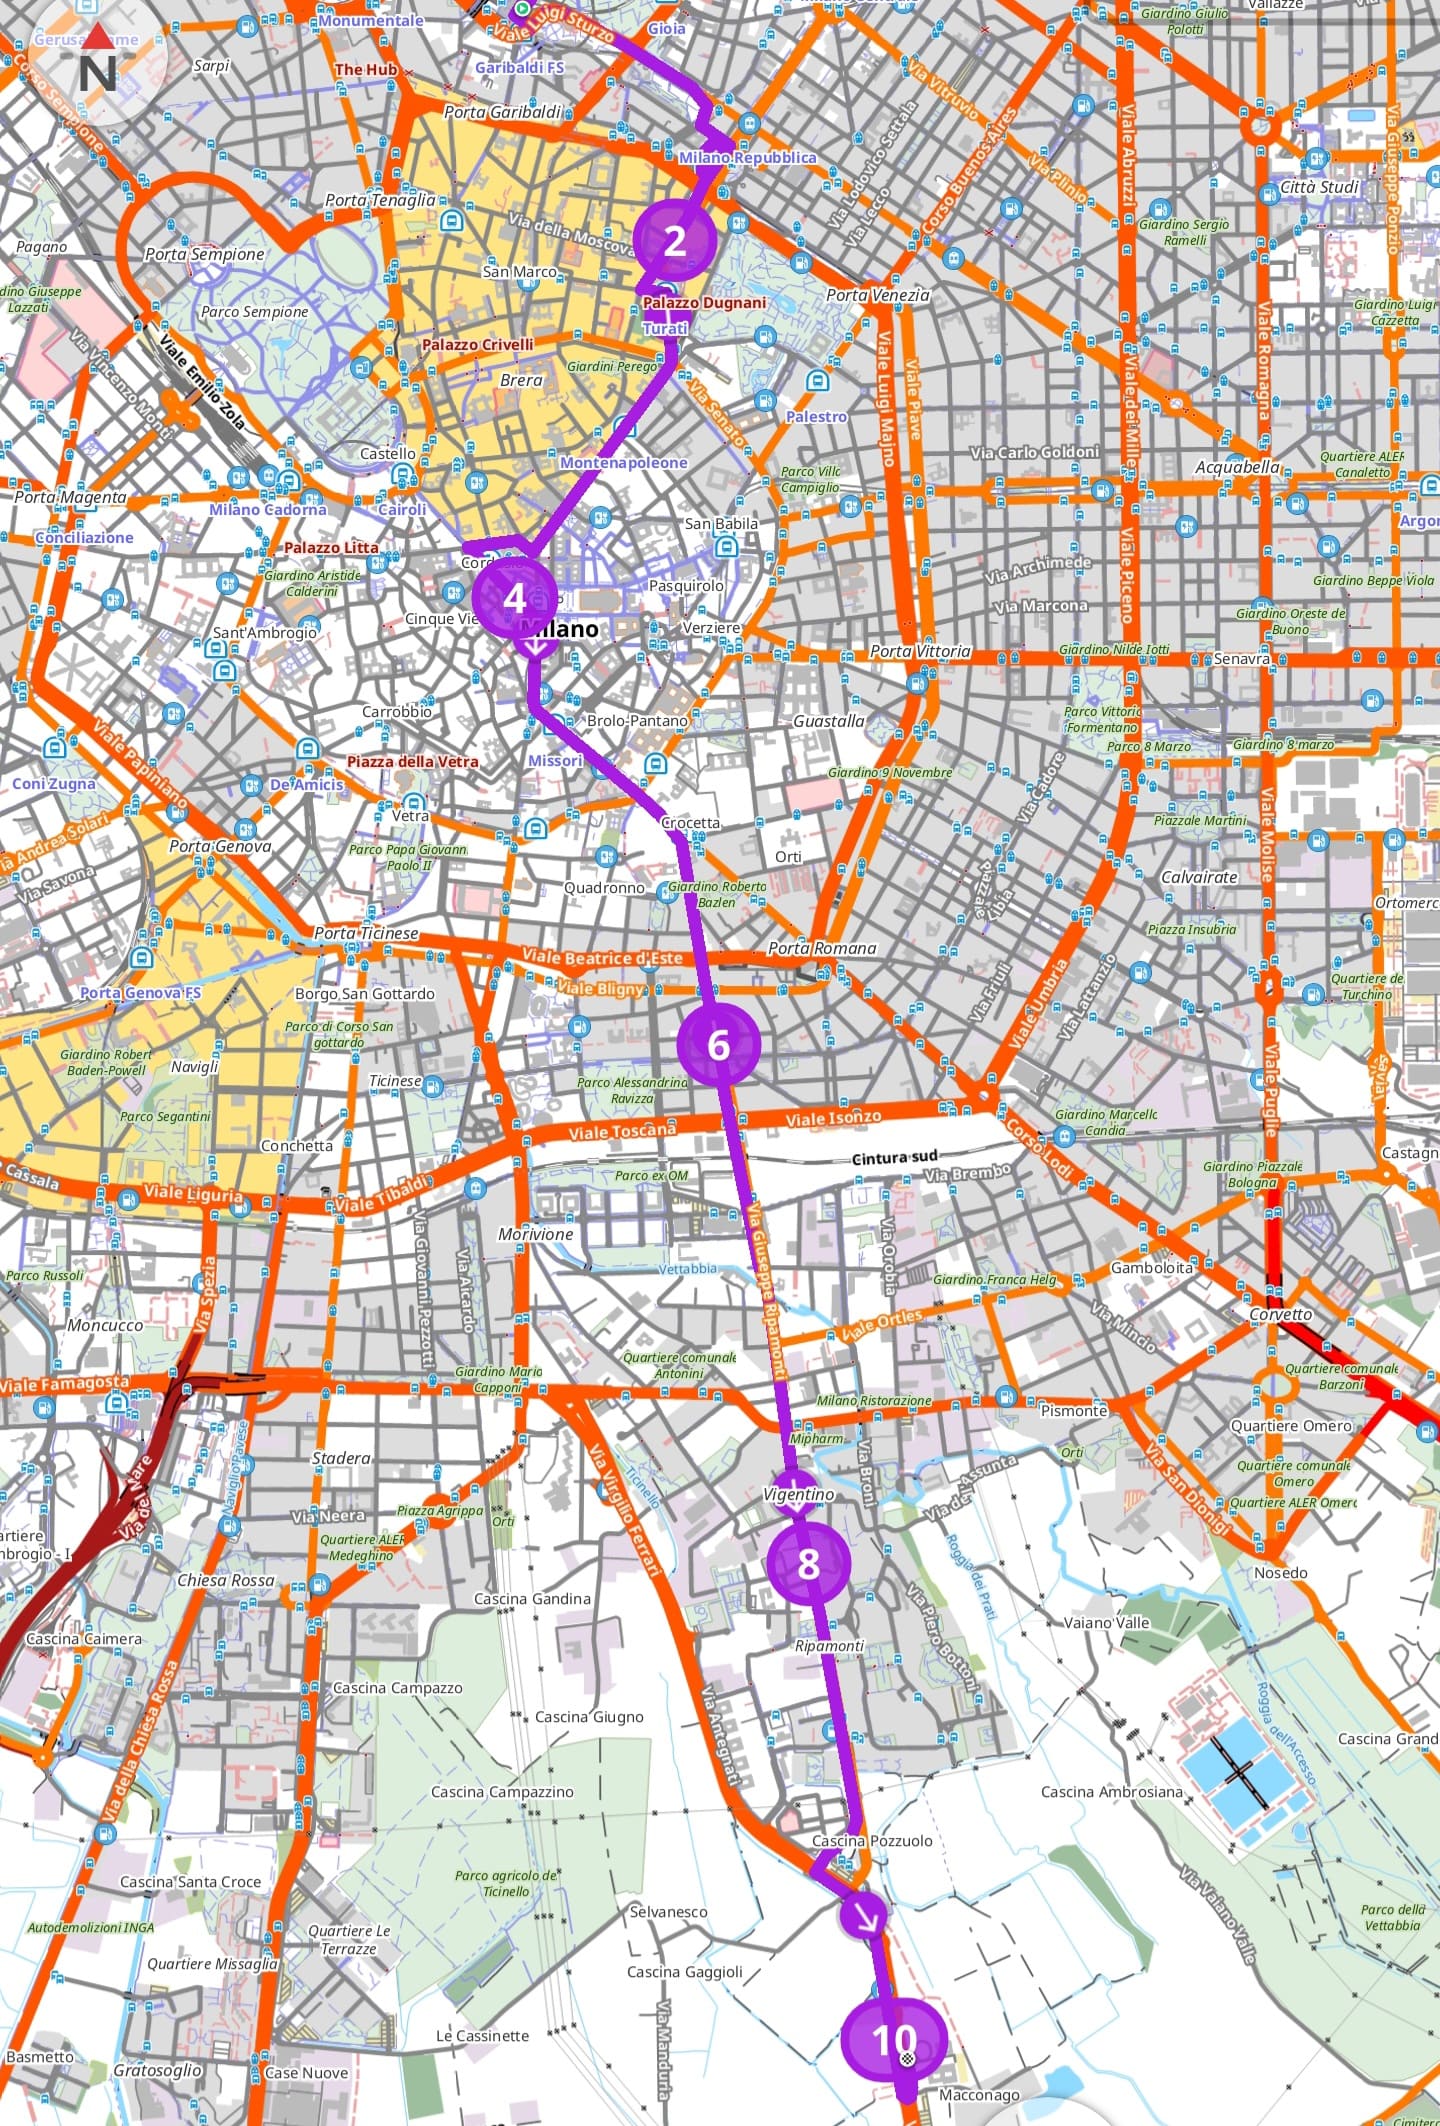 Monumentale
Giardino Giulio
Polotti
Vallazze
Viale Luigi Sturzo
Gioia
N
Sarpi
The Hub
Garibaldi FS
Corso Sempione
Porta Garibaldi
Via Vitruvio
Milano Repubblica
Via Lodovico Settala
Via Lecco
Corso Buenos Aires
Via Plinio
Viale Abruzzi
Città Studi
Via Giuseppe Ponzio
Porta Tenaglia
Via della Moscova
2
Giardino Sergio
Ramelli
Pagano
Porta Sempione
San Marco
Lazzati
Parco Sempione
Palazzo Dugnani
Porta Venezia
Turati
Giardino Luigi
Cazzetta
Palazzo Crivelli
Viale Emilio Zola
Via Vincenzo Monti
Brera
Giardini Perego
Via Senato
Palestro
Viale Luigi Majno
Viale Piave
Viale dei Mille
Viale Romagna
Castello
Montenapoleone
Parco Villa
Campiglio
Via Carlo Goldoni
Acquabella
Quartiere ALER
Canaletto
Porta Magenta
Milano Cadorna
Cairoli
San Babila
Conciliazione
Palazzo Litta
Giardino Aristide
Calderini
4
Pasquirolo
Via Archimede
Via Marcona
Viale Piceno
Giardino Beppe Viola
Giardino Oreste de
Buono
Cinque Vie
Milano
Verziere
Sant'Ambrogio
Porta Vittoria
Giardino Nilde Iotti
Senavra
Carrobbio
Brolo-Pantano
Guastalla
Parco Vittorio
Formentano
Parco 8 Marzo
Giardino 8 marzo
Viale Papiniano
Piazza della Vetra
Missori
Giardino 9 Novembre
Via Cadore
Coni Zugna
De Amicis
Vetra
Crocetta
Piazzale Martini
Viale Molise
Via Andrea Solari
Porta Genova
Parco Papa Giovanni
Paolo II
Orti
Via Savona
Quadronno
Giardino Roberto
Bazlen
Piazzale
Libia
Calvairate
Ortomerc
Porta Ticinese
Viale Beatrice d'Este
Porta Romana
Piazza Insubria
Porta Genova FS
Borgo San Gottardo
Viale Bligny
Via Friuli
Viale Umbria
Via Lattanzio
Quartiere de
Turchino
Parco di Corso San
gottardo
Giardino Robert
Baden-Powell
Navigli
6
Ticinese
Parco Alessandrina
Ravizza
Parco Segantini
Viale Toscana
Viale Isonzo
Giardino Marcello
Candia
Viale Puglie
Conchetta
Cintura sud
Corso Lodi
Via Brembo
Castagn
Cassala
Viale Liguria
Viale Tibaldi
Parco ex OM
Giardino Piazzale
Bologna
Morivione
Via Giovanni Pezzotti
Via Aicardo
Via Giuseppe Ripamonti
Via Orobia
Vettabbia
Parco Russoli
Via Spezia
Giardino Franca Helg
Gamboloita
Moncucco
Viale Ortles
Via Mincio
Corvetto
Viale Famagosta
Giardino Mario
Capponi
Quartiere comunale
Antonini
Quartiere comunale
Barzoni
Milano Ristorazione
Pismonte
Quartiere Omero
Stadera
Mipharm
Orti
Via del Mare
Naviglio Pavese
Via Virgilio Ferrari
Ticinello
Vigentino
Via Broni
Via dell'Assunta
Via San Dionigi
Quartiere comunale
Omero
Quartiere ALER Omero
Via Neera
Piazza Agrippa
Orti
Quartiere ALER
Medeghino
8
Chiesa Rossa
Roggia dei Prati
Nosedo
Cascina Gandina
Via Piero Bottoni
Vaiano Valle
Cascina Caimera
Ripamonti
Cascina Campazzo
Cascina Giugno
Via Antegnati
Roggia dell'Accesso
Cascina Grand
Via della Chiesa Rossa
Cascina Campazzino
Cascina Ambrosiana
Cascina Pozzuolo
Cascina Santa Croce
Parco agricolo del
Ticinello
Via Vaiano Valle
Autodemolizioni INGA
Quartiere Le
Terrazze
Selvanesco
Parco della
Vettabbia
Quartiere Missaglia
Cascina Gaggioli
Le Cassinette
Via Manduria
10
Basmetto
Gratosoglio
Case Nuove
Macconago